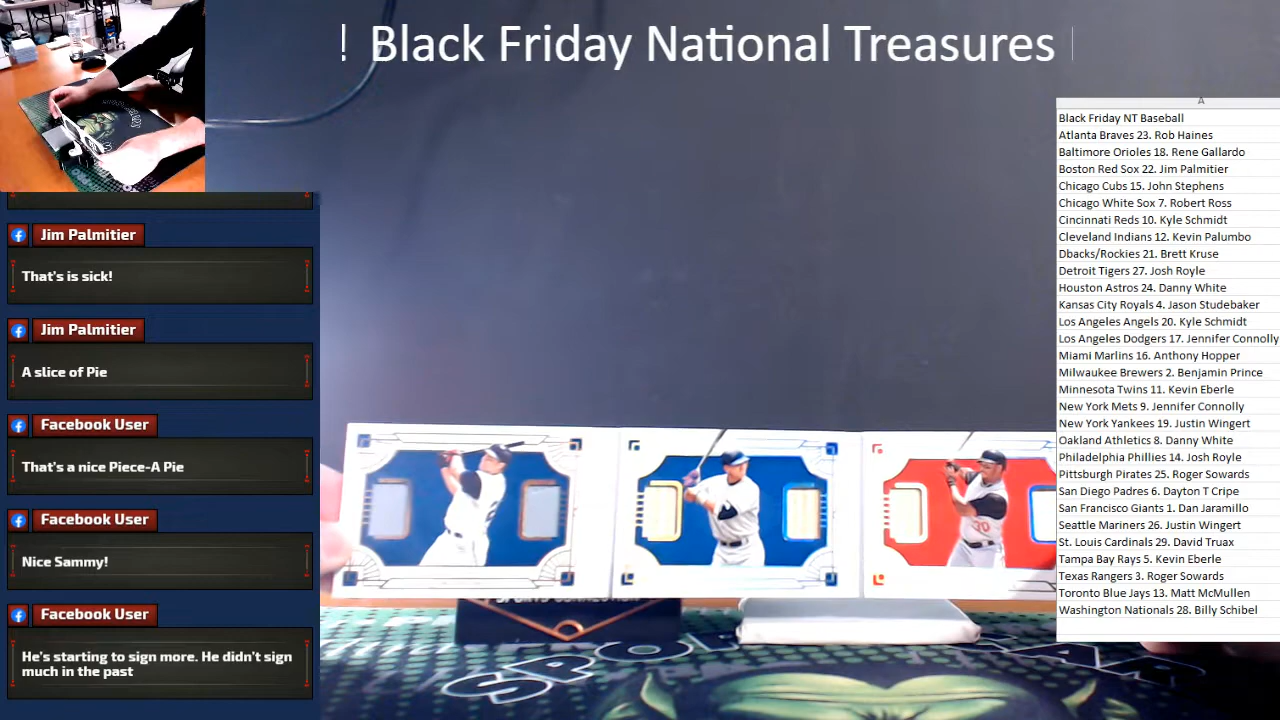 ! Black Friday National Treasures
A
Black Friday NT Baseball
Atlanta Braves 23. Rob Haines
Baltimore Orioles 18. Rene Gallardo
Boston Red Sox 22. Jim Palmitier
Chicago Cubs 15. John Stephens
Chicago White Sox 7. Robert Ross
Cincinnati Reds 10. Kyle Schmidt
Cleveland Indians 12. Kevin Palumbo
Dbacks/Rockies 21. Brett Kruse
Detroit Tigers 27. Josh Royle
Houston Astros 24. Danny White
Kansas City Royals 4. Jason Studebaker
Los Angeles Angels 20. Kyle Schmidt
Los Angeles Dodgers 17. Jennifer Connolly
Miami Marlins 16. Anthony Hopper
Milwaukee Brewers 2. Benjamin Prince
Minnesota Twins 11. Kevin Eberle
New York Mets 9. Jennifer Connolly
New York Yankees 19. Justin Wingert
Oakland Athletics 8. Danny White
Philadelphia Phillies 14. Josh Royle
Pittsburgh Pirates 25. Roger Sowards
San Diego Padres 6. Dayton T Cripe
San Francisco Giants 1. Dan Jaramillo
Seattle Mariners 26. Justin Wingert
St. Louis Cardinals 29. David Truax
Tampa Bay Rays 5. Kevin Eberle
Texas Rangers 3. Roger Sowards
Toronto Blue Jays 13. Matt McMullen
Washington Nationals 28. Billy Schibel
Jim Palmitier
That's is sick!
Jim Palmitier
A slice of Pie
Facebook User
That's a nice Piece-A Pie
Facebook User
Nice Sammy!
Facebook User
He's starting to sign more. He didn't sign
much in the past